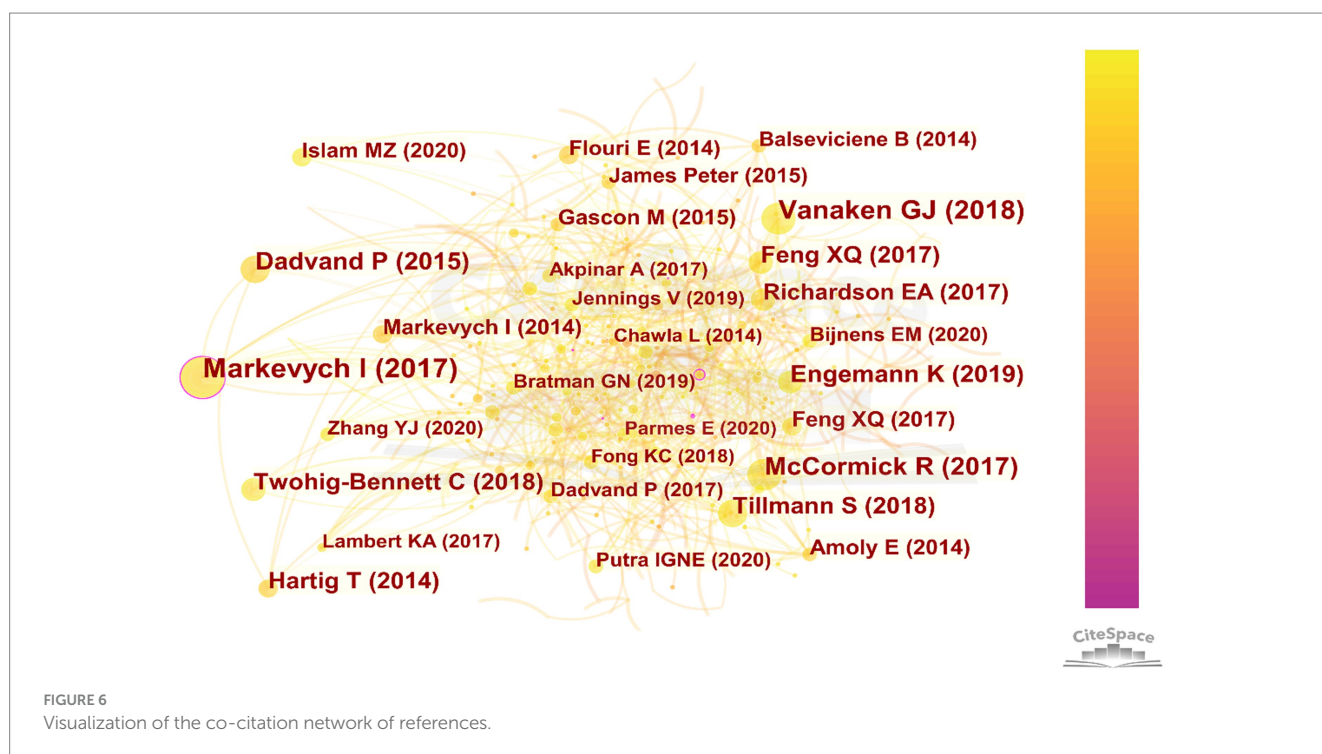 Balseviciene B (2014)
Flouri E (2014)
Islam MZ (2020)
James Peter (2015)
Vanaken GJ (2018)
Gascon M (2015)
Feng XQ (2017)
Dadvand P (2015)
Akpinar A (2017)
Richardson EA (2017)
Jennings V (2019)
Markevych I (2014)
Chawla L (2014)
Bijnens EM (2020)
Markevych I (2017)
Engemann K (2019)
Bratman GN (2019)
Feng XQ (2017)
Zhang YJ (2020)
Parmes E (2020)
Fong KC (2018)
McCormick R (2017)
Twohig-Bennett C (2018)
Dadvand P (2017)
Tillmann S (2018)
Lambert KA (2017)
Amoly E (2014)
Putra IGNE (2020)
Hartig T (2014)
CiteSpace
FIGURE 6
Visualization of the co-citation network of references.